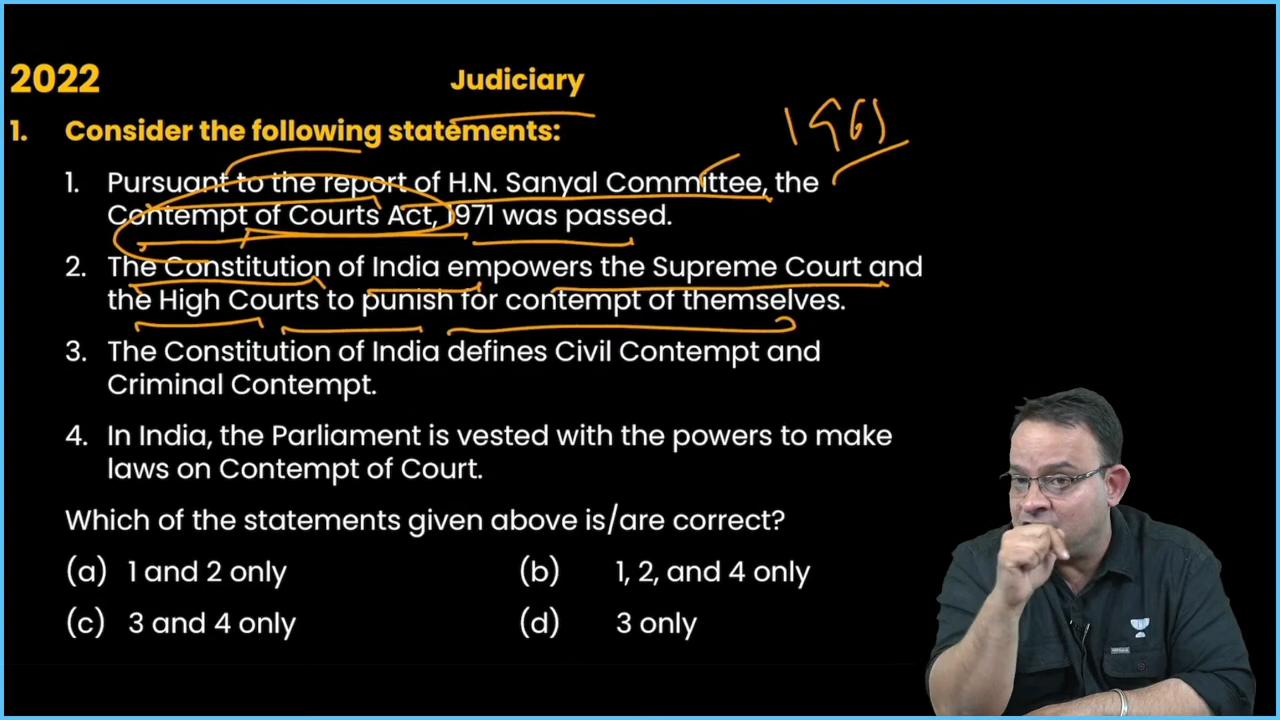 2022
Judiciary
1961
1. Consider the following statements:
1. Pursuant to the report of H.N. Sanyal Committee, the
Contempt of Courts Act, 1971 was passed.
2. The Constitution of India empowers the Supreme Court and
the High Courts to punish for contempt of themselves.
3. The Constitution of India defines Civil Contempt and
Criminal Contempt.
4. In India, the Parliament is vested with the powers to make
laws on Contempt of Court.
Which of the statements given above is/are correct?
(a) 1 and 2 only (b) 1, 2, and 4 only
(c) 3 and 4 only (d) 3 only